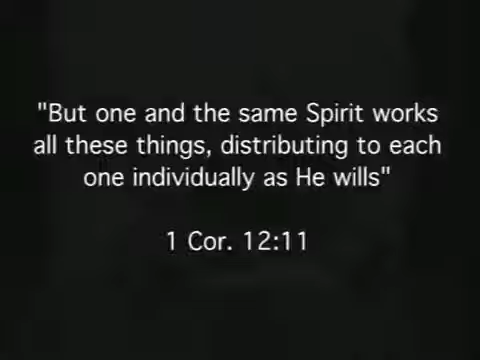 "But one and the same Spirit works
all these things, distributing to each
one individually as He wills"
1 Cor. 12:11